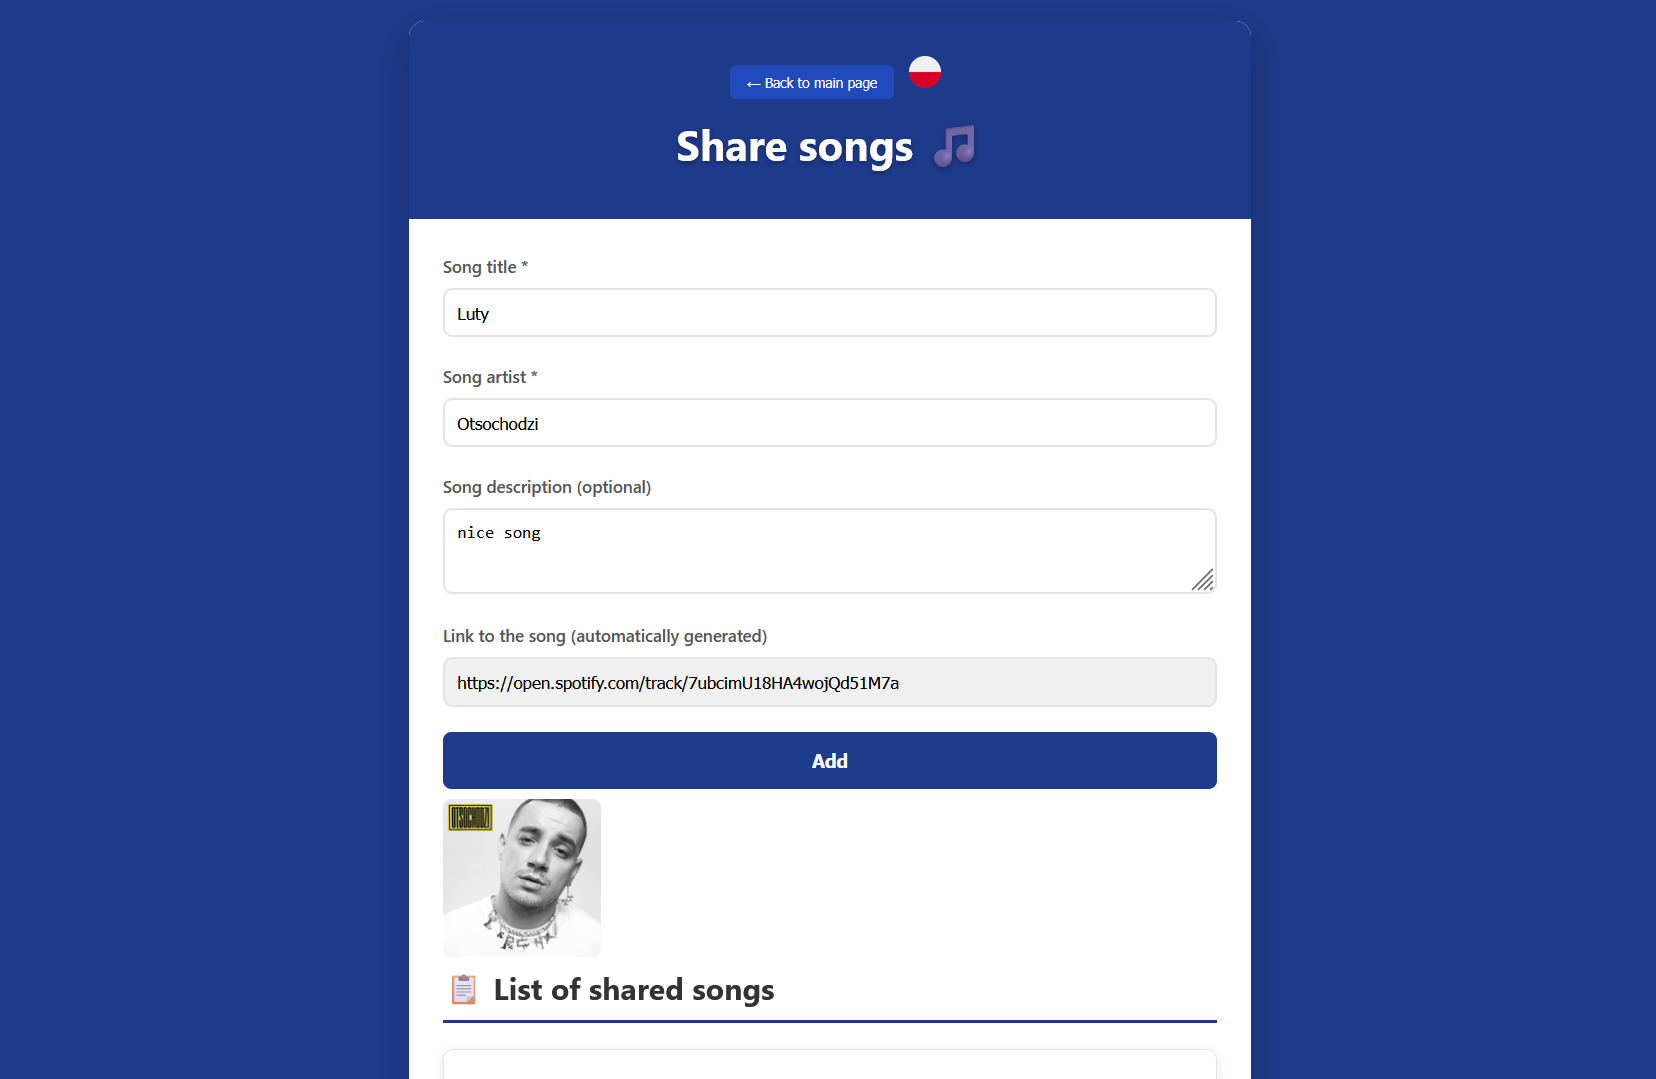 ← Back to main page
Share songs
Song title *
Luty
Song artist *
Otsochodzi
Song description (optional)
nice song
Link to the song (automatically generated)
https://open.spotify.com/track/7ubcimU18HA4wojQd51M7a
Add
OTSOCHODZI
List of shared songs